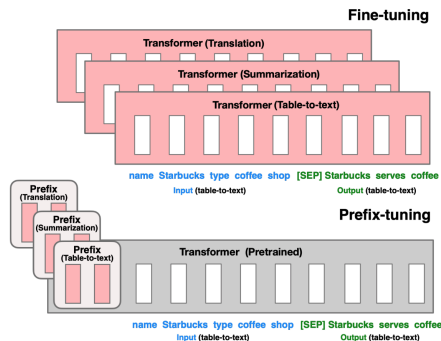 Fine-tuning
Transformer (Translation)
Transformer (Summarization)
Transformer (Table-to-text)
name Starbucks type coffee shop [SEP] Starbucks serves coffee
Input (table-to-text) Output (table-to-text)
Prefix
(Translation)
Prefix-tuning
Prefix
(Summarization)
Prefix
(Table-to-text)
Transformer (Pretrained)
name Starbucks type coffee shop [SEP] Starbucks serves coffee
Input (table-to-text) Output (table-to-text)